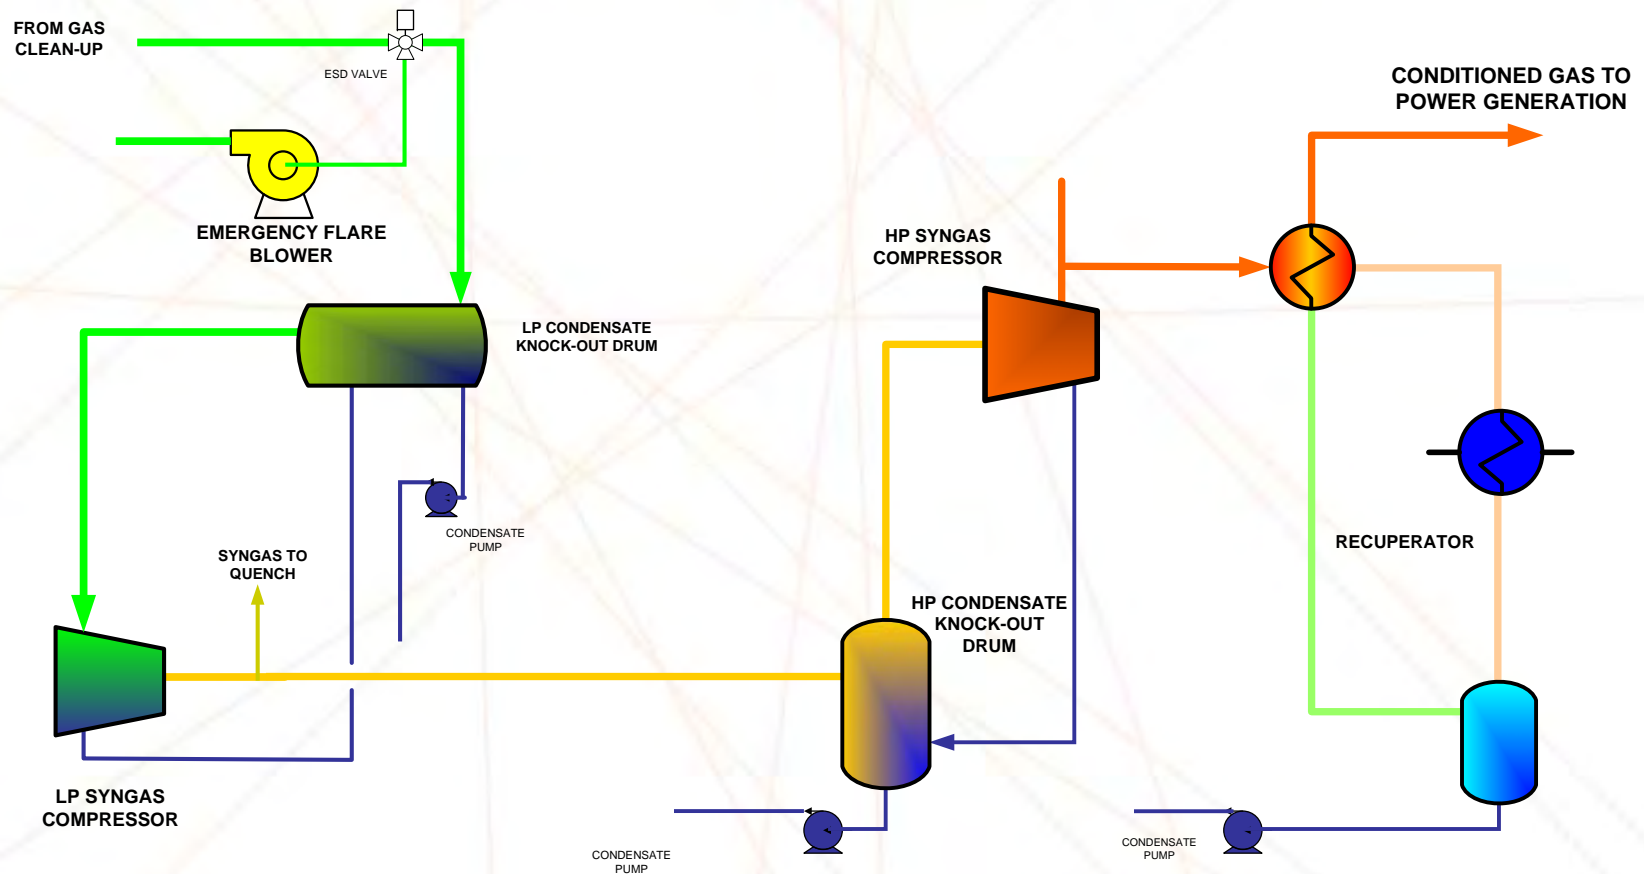 FROM GAS
CLEAN-UP
ESD VALVE
CONDITIONED GAS TO
POWER GENERATION
EMERGENCY FLARE
BLOWER
HP SYNGAS
COMPRESSOR
LP CONDENSATE
KNOCK-OUT DRUM
CONDENSATE
PUMP
SYNGAS TO
QUENCH
RECUPERATOR
HP CONDENSATE
KNOCK-OUT
DRUM
LP SYNGAS
COMPRESSOR
CONDENSATE
PUMP
CONDENSATE
PUMP